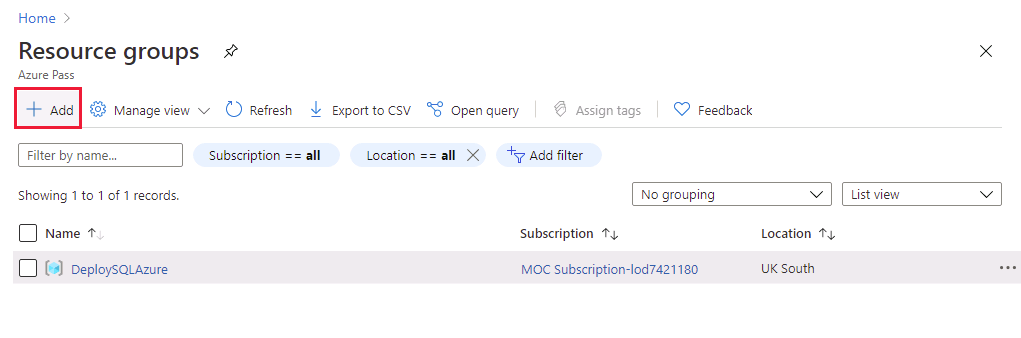 Home
Resource groups
Azure Pass
Add Manage view Refresh Export to CSV Open query Assign tags Feedback
Filter by name... Subscription == all Location == all Add filter
Showing 1 to 1 of 1 records. No grouping List view
Name Subscription Location
DeploySQLAzure MOC Subscription-lod7421180 UK South